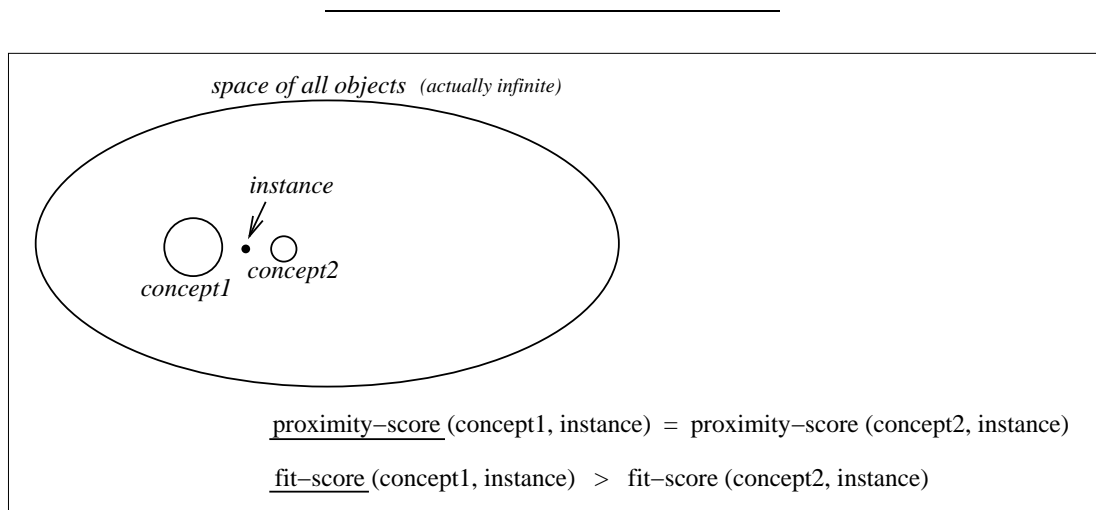 space of all objects (actually infinite)
instance
concept2
concept1
proximity−score (concept1, instance) = proximity−score (concept2, instance)
fit−score (concept1, instance) > fit−score (concept2, instance)